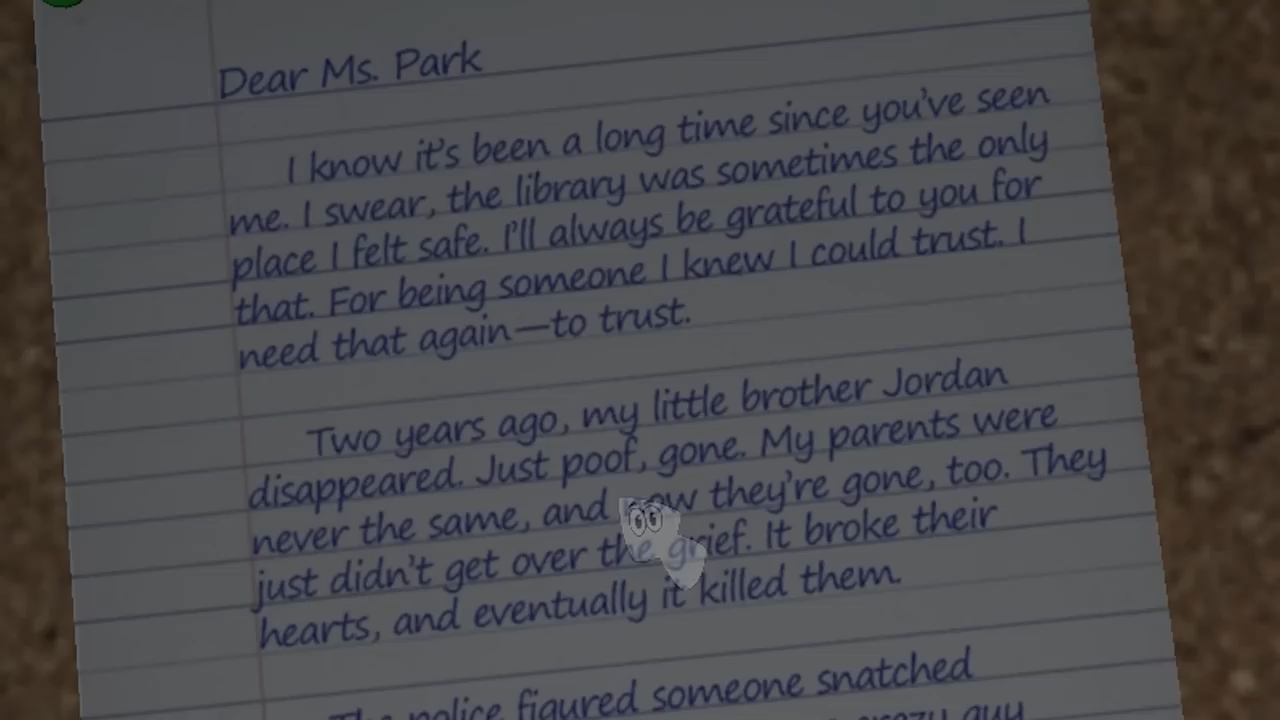 Dear Ms. Park
I know it's been a long time since you've seen
me. I swear, the library was sometimes the only
place I felt safe. I'll always be grateful to you for
that. For being someone I knew I could trust. I
need that again—to trust.
Two years ago, my little brother Jordan
disappeared. Just poof, gone. My parents were
never the same, and now they're gone, too. They
just didn't get over the grief. It broke their
hearts, and eventually it killed them.
The police figured someone snatched
crazy guy